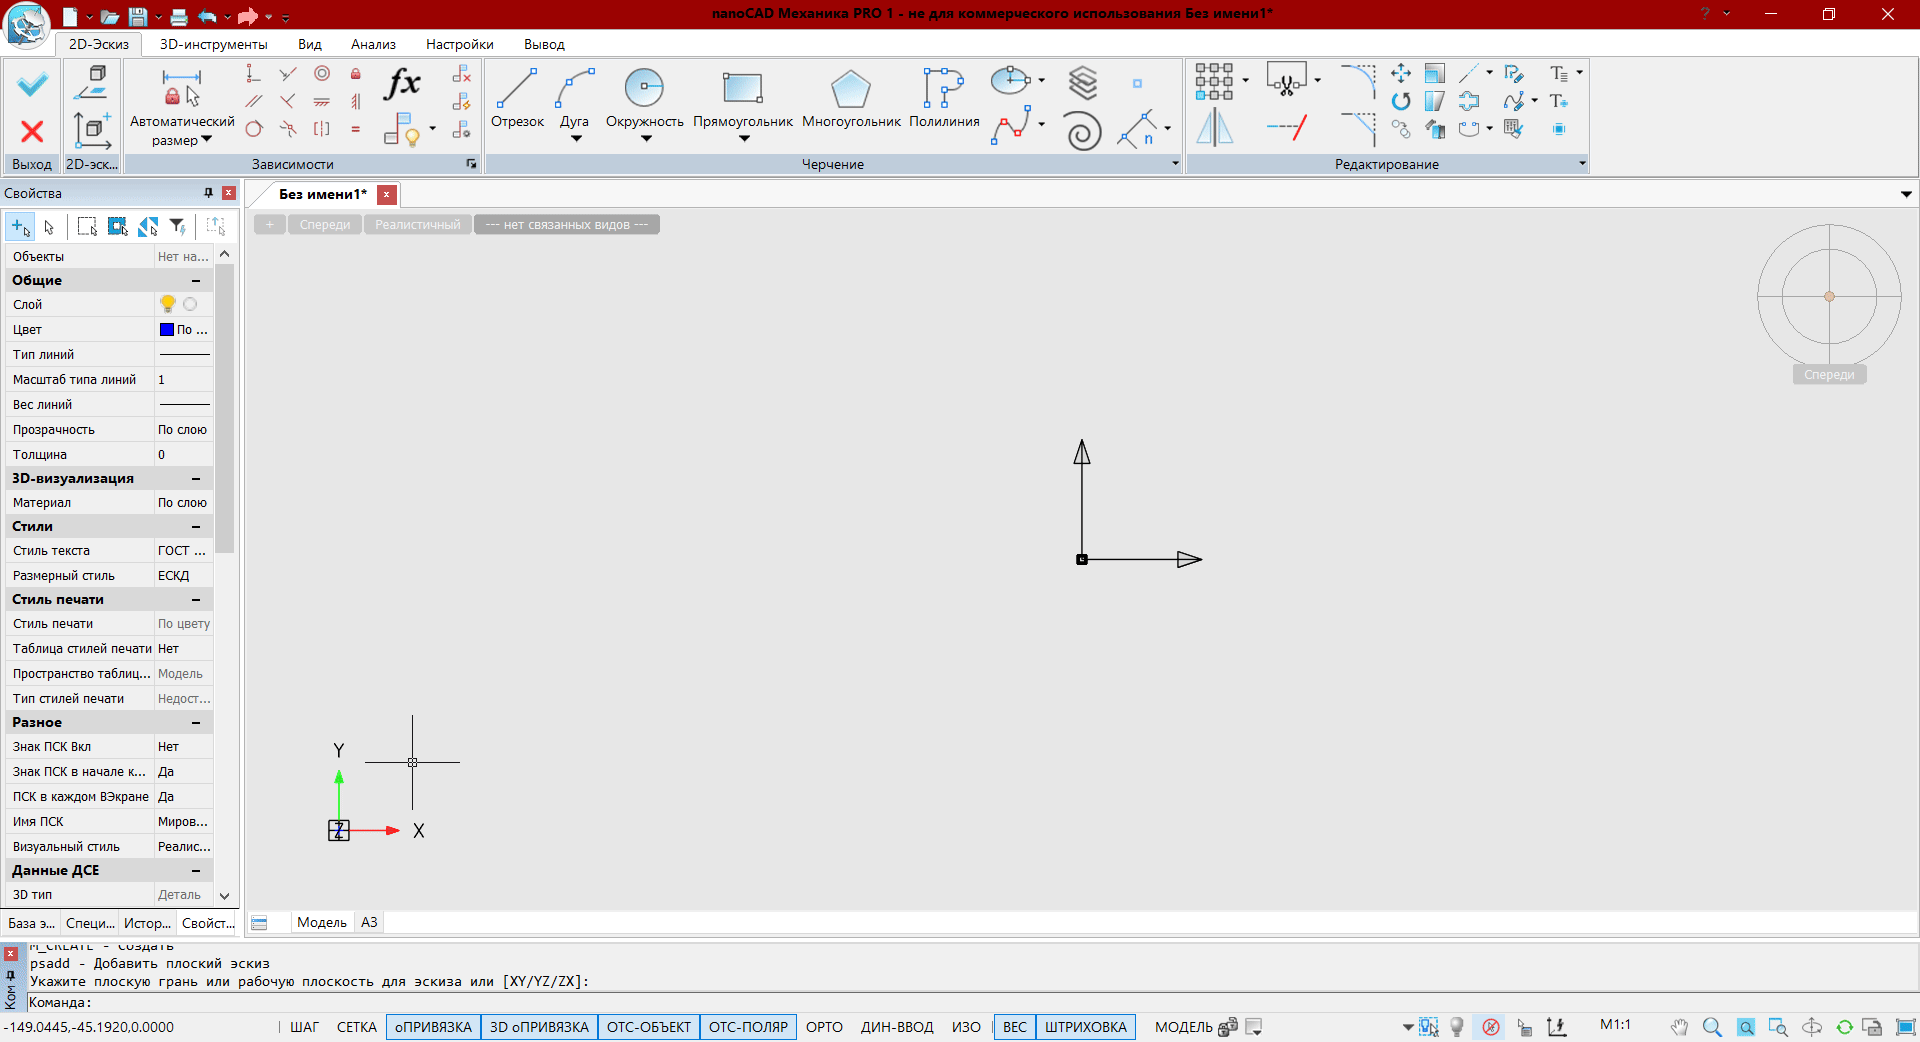 nanoCAD Механика PRO 1 - не для коммерческого использования Без имени1*
2D-Эскиз 3D-инструменты Вид Анализ Настройки Вывод
Автоматический размер
fx
Отрезок Дуга Окружность Прямоугольник Многоугольник Полилиния
Выход 2D-эск... Зависимости Черчение Редактирование
Свойства
Без имени1*
+ Спереди Реалистичный --- нет связанных видов ---
Объекты Нет на...
Общие
Слой
Цвет По ...
Тип линий
Масштаб типа линий 1
Вес линий
Прозрачность По слою
Толщина 0
3D-визуализация
Материал По слою
Стили
Стиль текста ГОСТ ...
Размерный стиль ЕСКД
Стиль печати
Стиль печати По цвету
Таблица стилей печати Нет
Пространство таблиц... Модель
Тип стилей печати Недост...
Разное
Знак ПСК Вкл Нет
Знак ПСК в начале к... Да
ПСК в каждом ВЭкране Да
Имя ПСК Миров...
Визуальный стиль Реалис...
Данные ДСЕ
3D тип Деталь
База э... Специ... Истор... Свойст...
Спереди
Y
Z
X
Модель A3
M_CREATE - Создать
psadd - Добавить плоский эскиз
Укажите плоскую грань или рабочую плоскость для эскиза или [XY/YZ/ZX]:
Команда:
Ком
-149.0445,-45.1920,0.0000 ШАГ СЕТКА оПРИВЯЗКА 3D оПРИВЯЗКА ОТС-ОБЪЕКТ ОТС-ПОЛЯР ОРТО ДИН-ВВОД ИЗО ВЕС ШТРИХОВКА МОДЕЛЬ M1:1